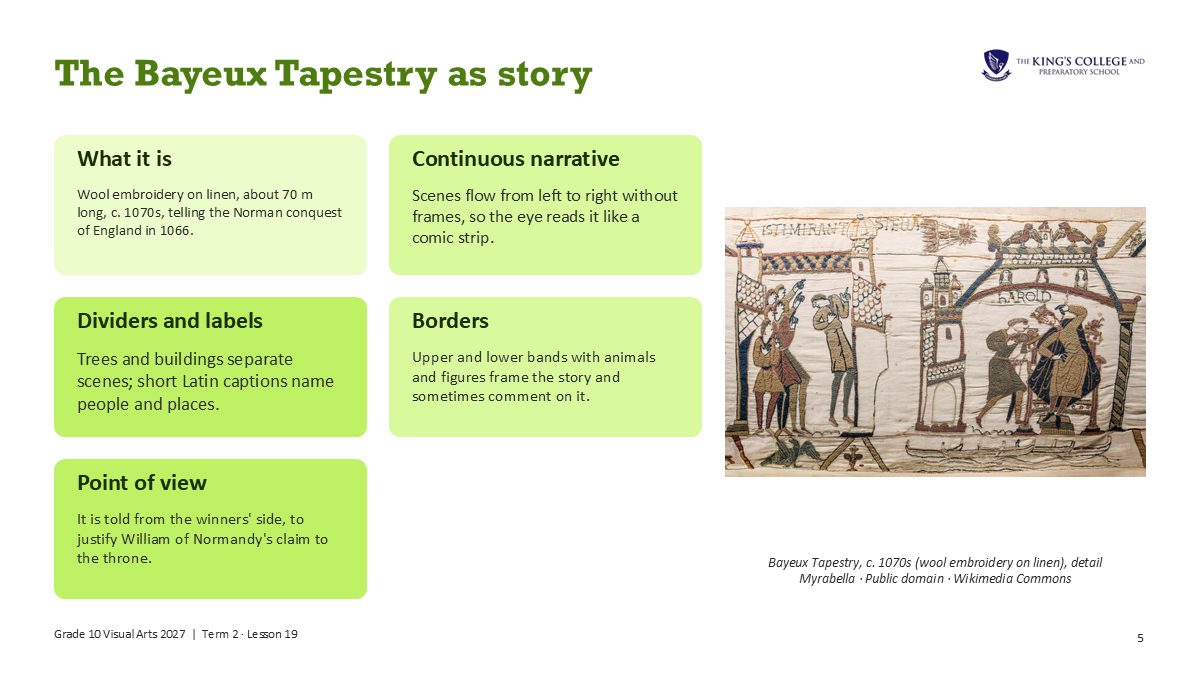 The Bayeux Tapestry as story
THE KING'S COLLEGE AND
PREPARATORY SCHOOL
What it is
Wool embroidery on linen, about 70 m
long, c. 1070s, telling the Norman conquest
of England in 1066.
Continuous narrative
Scenes flow from left to right without
frames, so the eye reads it like a
comic strip.
Dividers and labels
Trees and buildings separate
scenes; short Latin captions name
people and places.
Borders
Upper and lower bands with animals
and figures frame the story and
sometimes comment on it.
Point of view
It is told from the winners' side, to
justify William of Normandy's claim to
the throne.
ISTI MIRANT STELLA
HAROLD
Bayeux Tapestry, c. 1070s (wool embroidery on linen), detail
Myrabella · Public domain · Wikimedia Commons
Grade 10 Visual Arts 2027 | Term 2 · Lesson 19
5